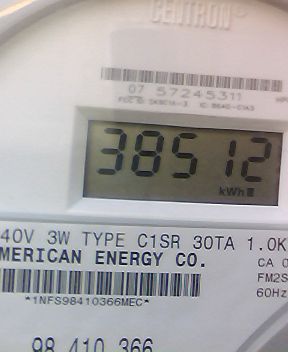 CENTRON®
07 57245311
38512
kWh
40V 3W TYPE C1SR 30TA 1.0K
MERICAN ENERGY CO.
CA 0
FM2S
60Hz
*1NFS98410366MEC*
98 410 366